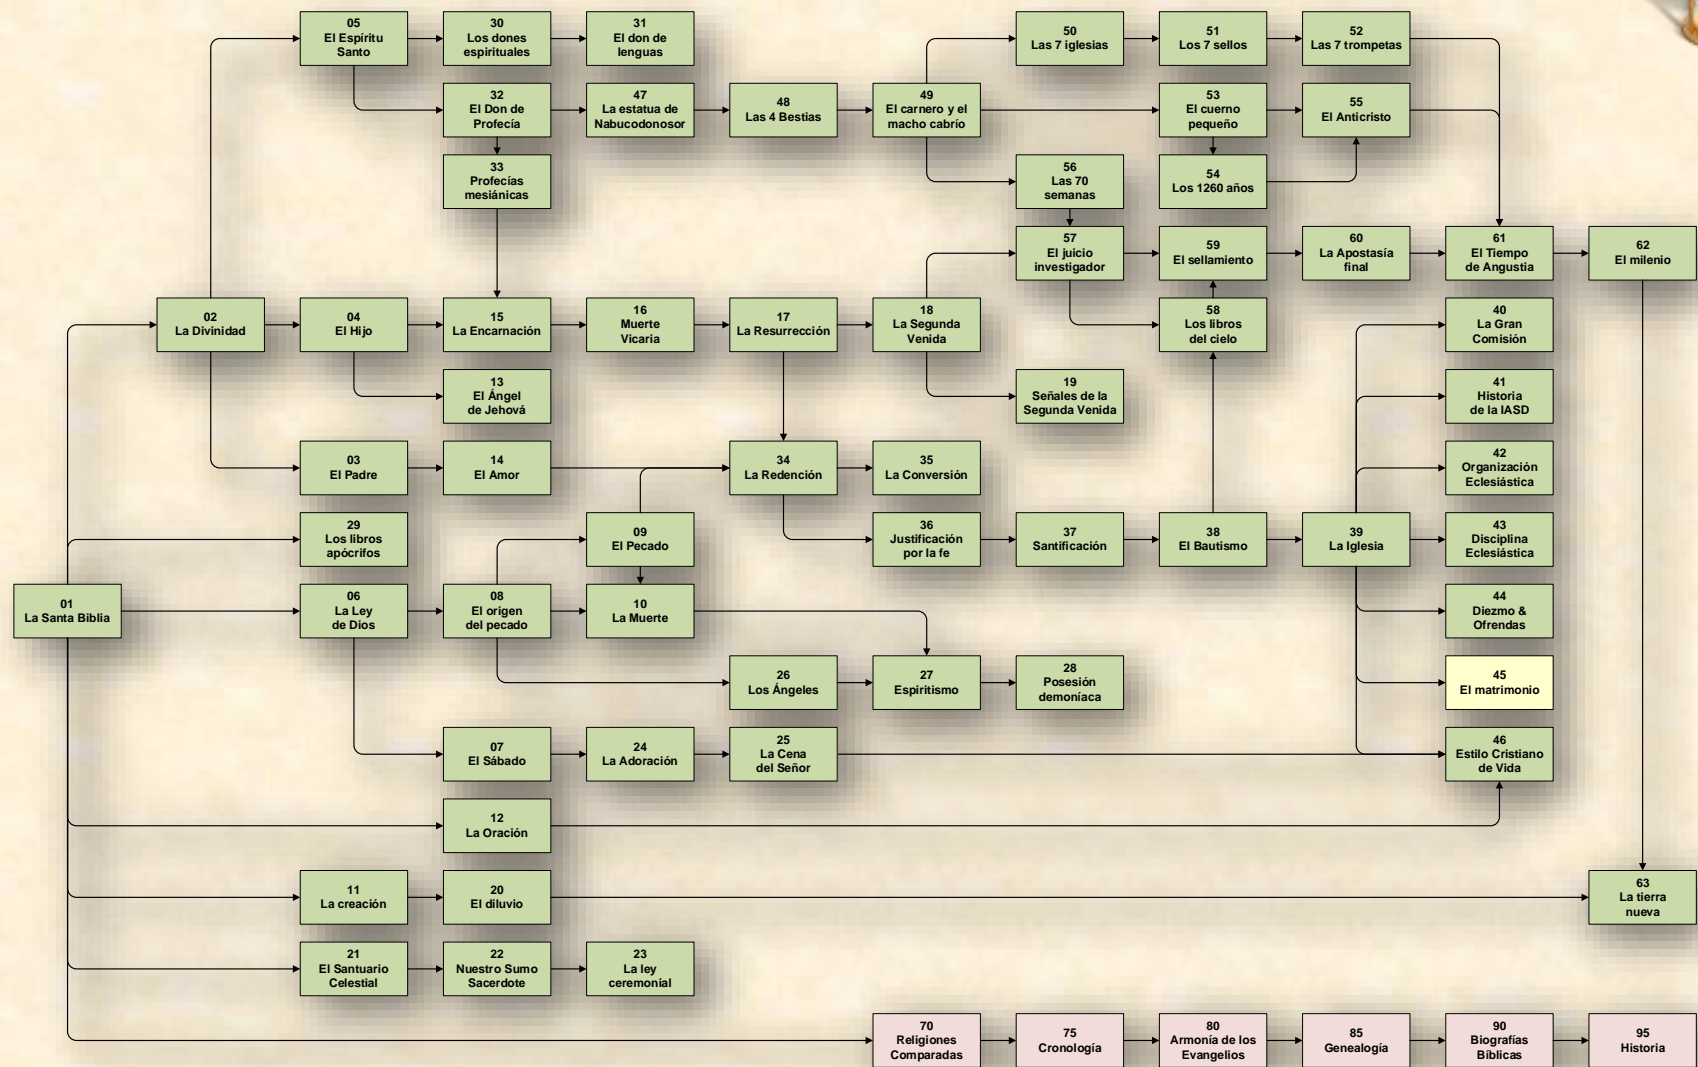 05
El Espíritu
Santo
30
Los dones
espirituales
31
El don de
lenguas
50
Las 7 iglesias
51
Los 7 sellos
52
Las 7 trompetas
32
El Don de
Profecía
47
La estatua de
Nabucodonosor
48
Las 4 Bestias
49
El carnero y el
macho cabrío
53
El cuerno
pequeño
55
El Anticristo
33
Profecías
mesiánicas
56
Las 70
semanas
54
Los 1260 años
57
El juicio
investigador
59
El sellamiento
60
La Apostasía
final
61
El Tiempo
de Angustia
62
El milenio
02
La Divinidad
04
El Hijo
15
La Encarnación
16
Muerte
Vicaria
17
La Resurrección
18
La Segunda
Venida
58
Los libros
del cielo
40
La Gran
Comisión
13
El Ángel
de Jehová
19
Señales de la
Segunda Venida
41
Historia
de la IASD
03
El Padre
14
El Amor
34
La Redención
35
La Conversión
42
Organización
Eclesiástica
29
Los libros
apócrifos
09
El Pecado
36
Justificación
por la fe
37
Santificación
38
El Bautismo
39
La Iglesia
43
Disciplina
Eclesiástica
01
La Santa Biblia
06
La Ley
de Dios
08
El origen
del pecado
10
La Muerte
44
Diezmo &
Ofrendas
26
Los Ángeles
27
Espiritismo
28
Posesión
demoníaca
45
El matrimonio
07
El Sábado
24
La Adoración
25
La Cena
del Señor
46
Estilo Cristiano
de Vida
12
La Oración
11
La creación
20
El diluvio
63
La tierra
nueva
21
El Santuario
Celestial
22
Nuestro Sumo
Sacerdote
23
La ley
ceremonial
70
Religiones
Comparadas
75
Cronología
80
Armonía de los
Evangelios
85
Genealogía
90
Biografías
Bíblicas
95
Historia